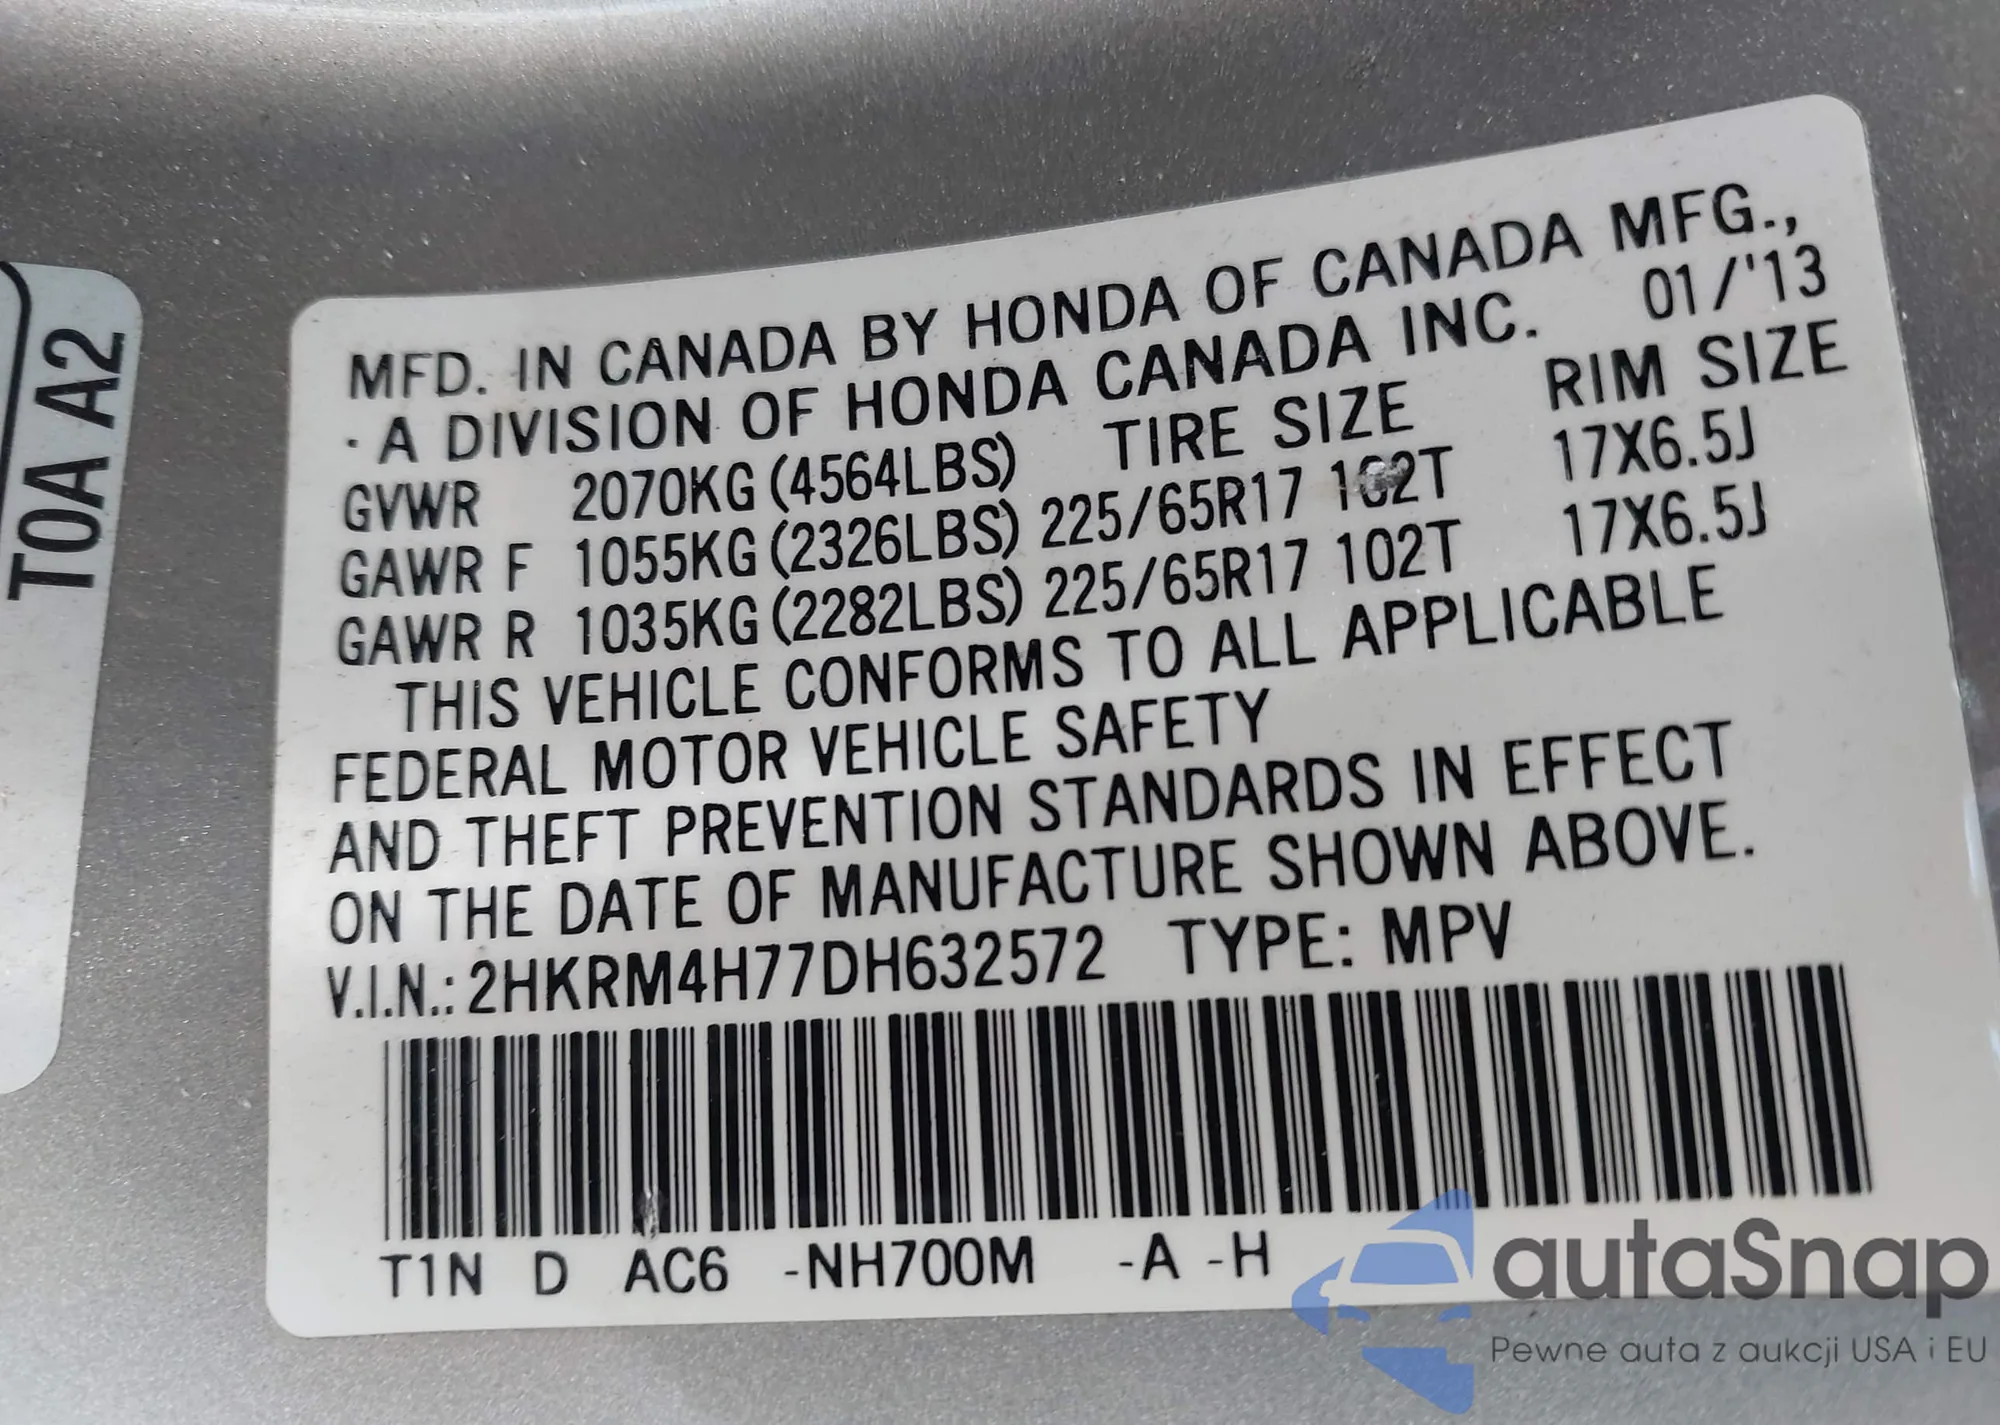 T0A A2
MFD. IN CANADA BY HONDA OF CANADA MFG.,
· A DIVISION OF HONDA CANADA INC. 01/'13
GVWR 2070KG (4564LBS) TIRE SIZE RIM SIZE
GAWR F 1055KG (2326LBS) 225/65R17 102T 17X6.5J
GAWR R 1035KG (2282LBS) 225/65R17 102T 17X6.5J
THIS VEHICLE CONFORMS TO ALL APPLICABLE
FEDERAL MOTOR VEHICLE SAFETY
AND THEFT PREVENTION STANDARDS IN EFFECT
ON THE DATE OF MANUFACTURE SHOWN ABOVE.
V.I.N.: 2HKRM4H77DH632572 TYPE: MPV
T1N D AC6 -NH700M -A -H
autaSnap
Pewne auta z aukcji USA i EU